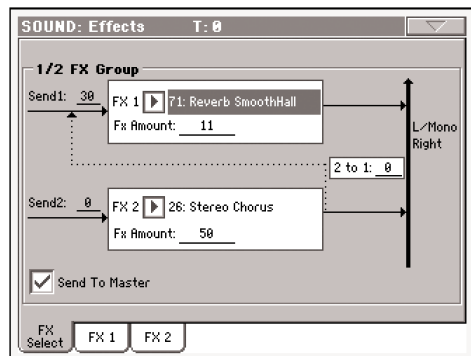 SOUND: Effects T: 0
1/2 FX Group
Send1: 30
FX 1 71: Reverb SmoothHall
Fx Amount: 11
L/Mono
Right
2 to 1: 0
Send2: 0
FX 2 26: Stereo Chorus
Fx Amount: 50
Send To Master
FX Select FX 1 FX 2